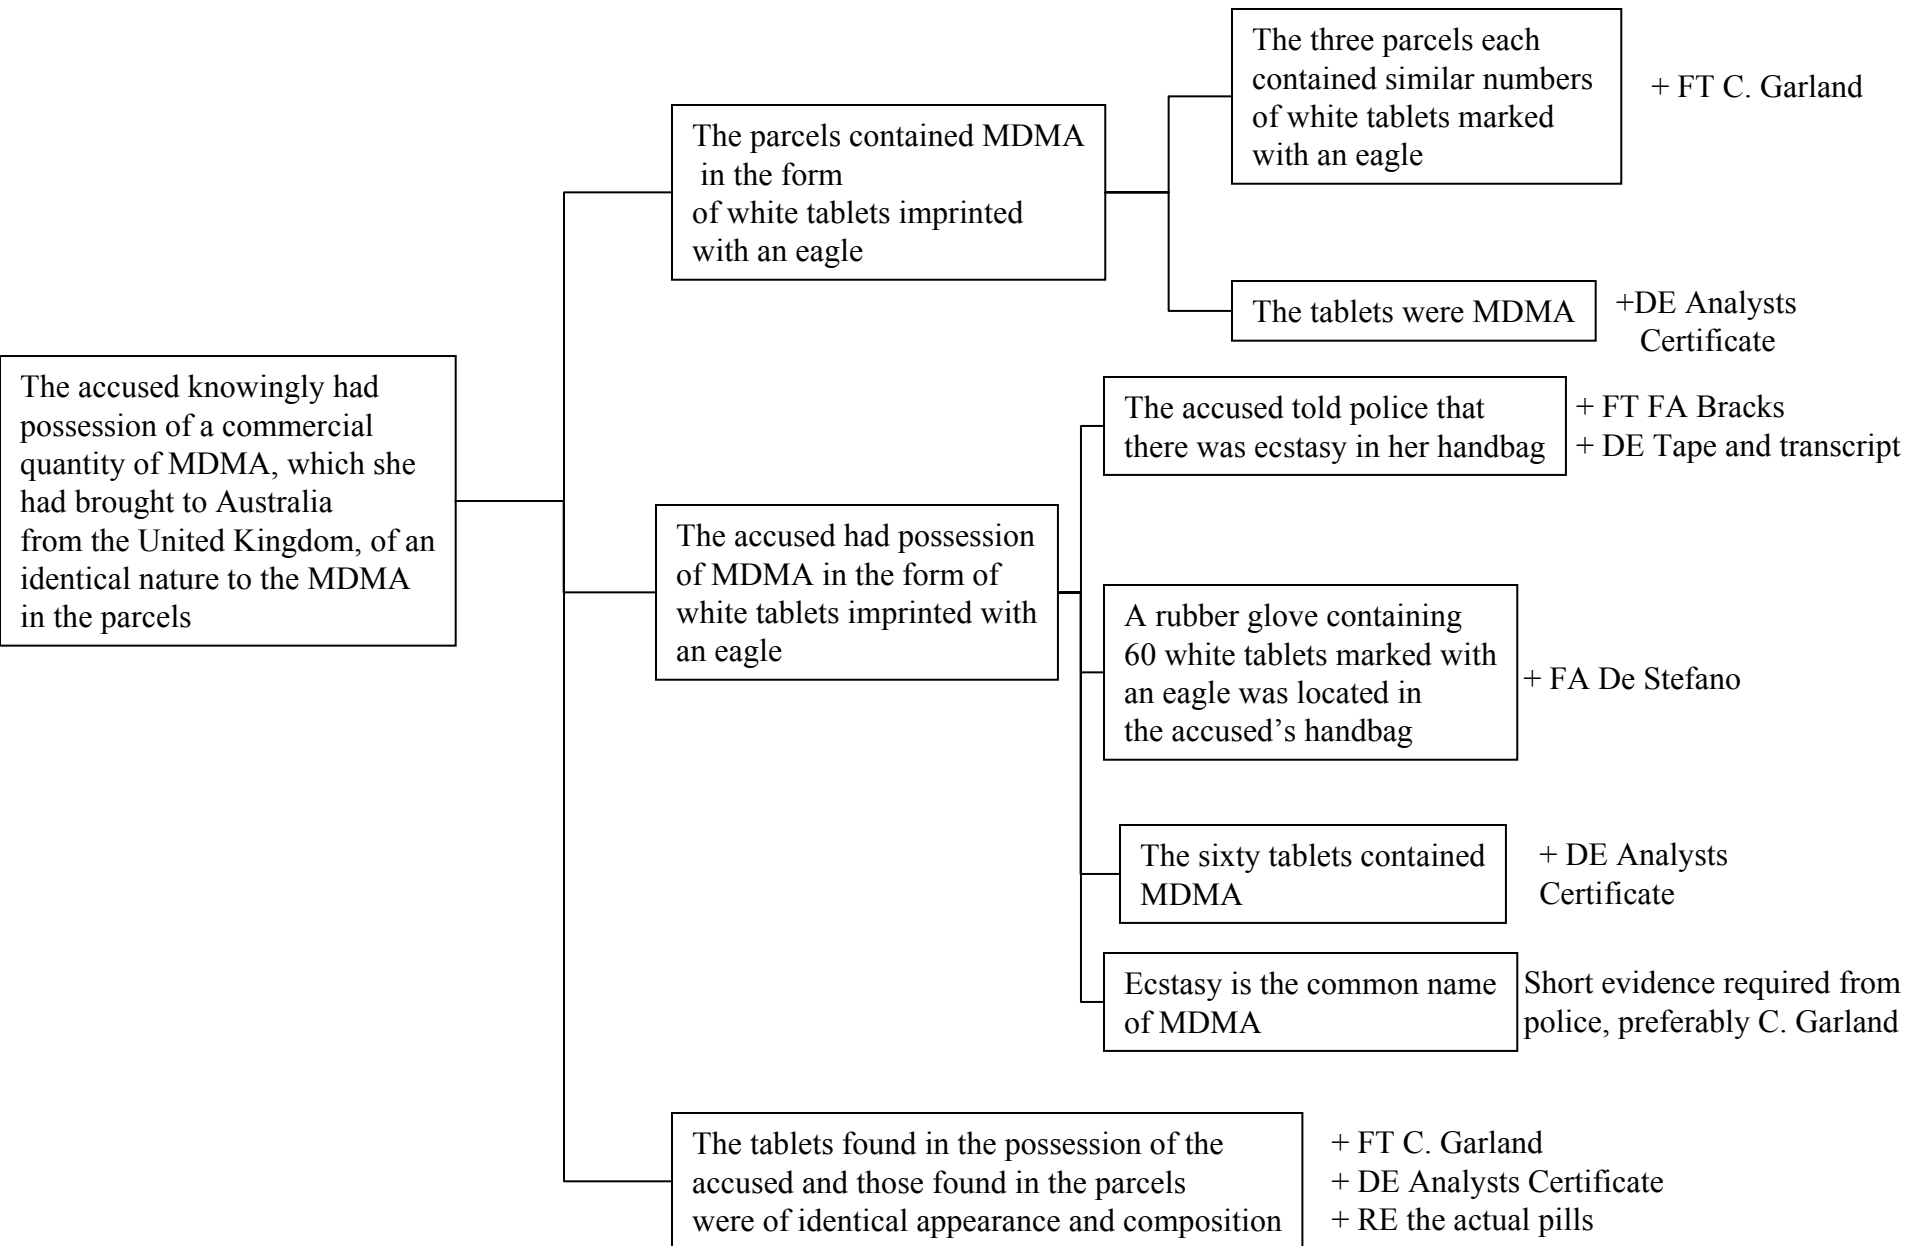 The accused knowingly had
possession of a commercial
quantity of MDMA, which she
had brought to Australia
from the United Kingdom, of an
identical nature to the MDMA
in the parcels
The parcels contained MDMA
in the form
of white tablets imprinted
with an eagle
The three parcels each
contained similar numbers
of white tablets marked
with an eagle
+ FT C. Garland
The tablets were MDMA
+DE Analysts
Certificate
The accused had possession
of MDMA in the form of
white tablets imprinted with
an eagle
The accused told police that
there was ecstasy in her handbag
+ FT FA Bracks
+ DE Tape and transcript
A rubber glove containing
60 white tablets marked with
an eagle was located in
the accused’s handbag
+ FA De Stefano
The sixty tablets contained
MDMA
+ DE Analysts
Certificate
Ecstasy is the common name
of MDMA
Short evidence required from
police, preferably C. Garland
The tablets found in the possession of the
accused and those found in the parcels
were of identical appearance and composition
+ FT C. Garland
+ DE Analysts Certificate
+ RE the actual pills